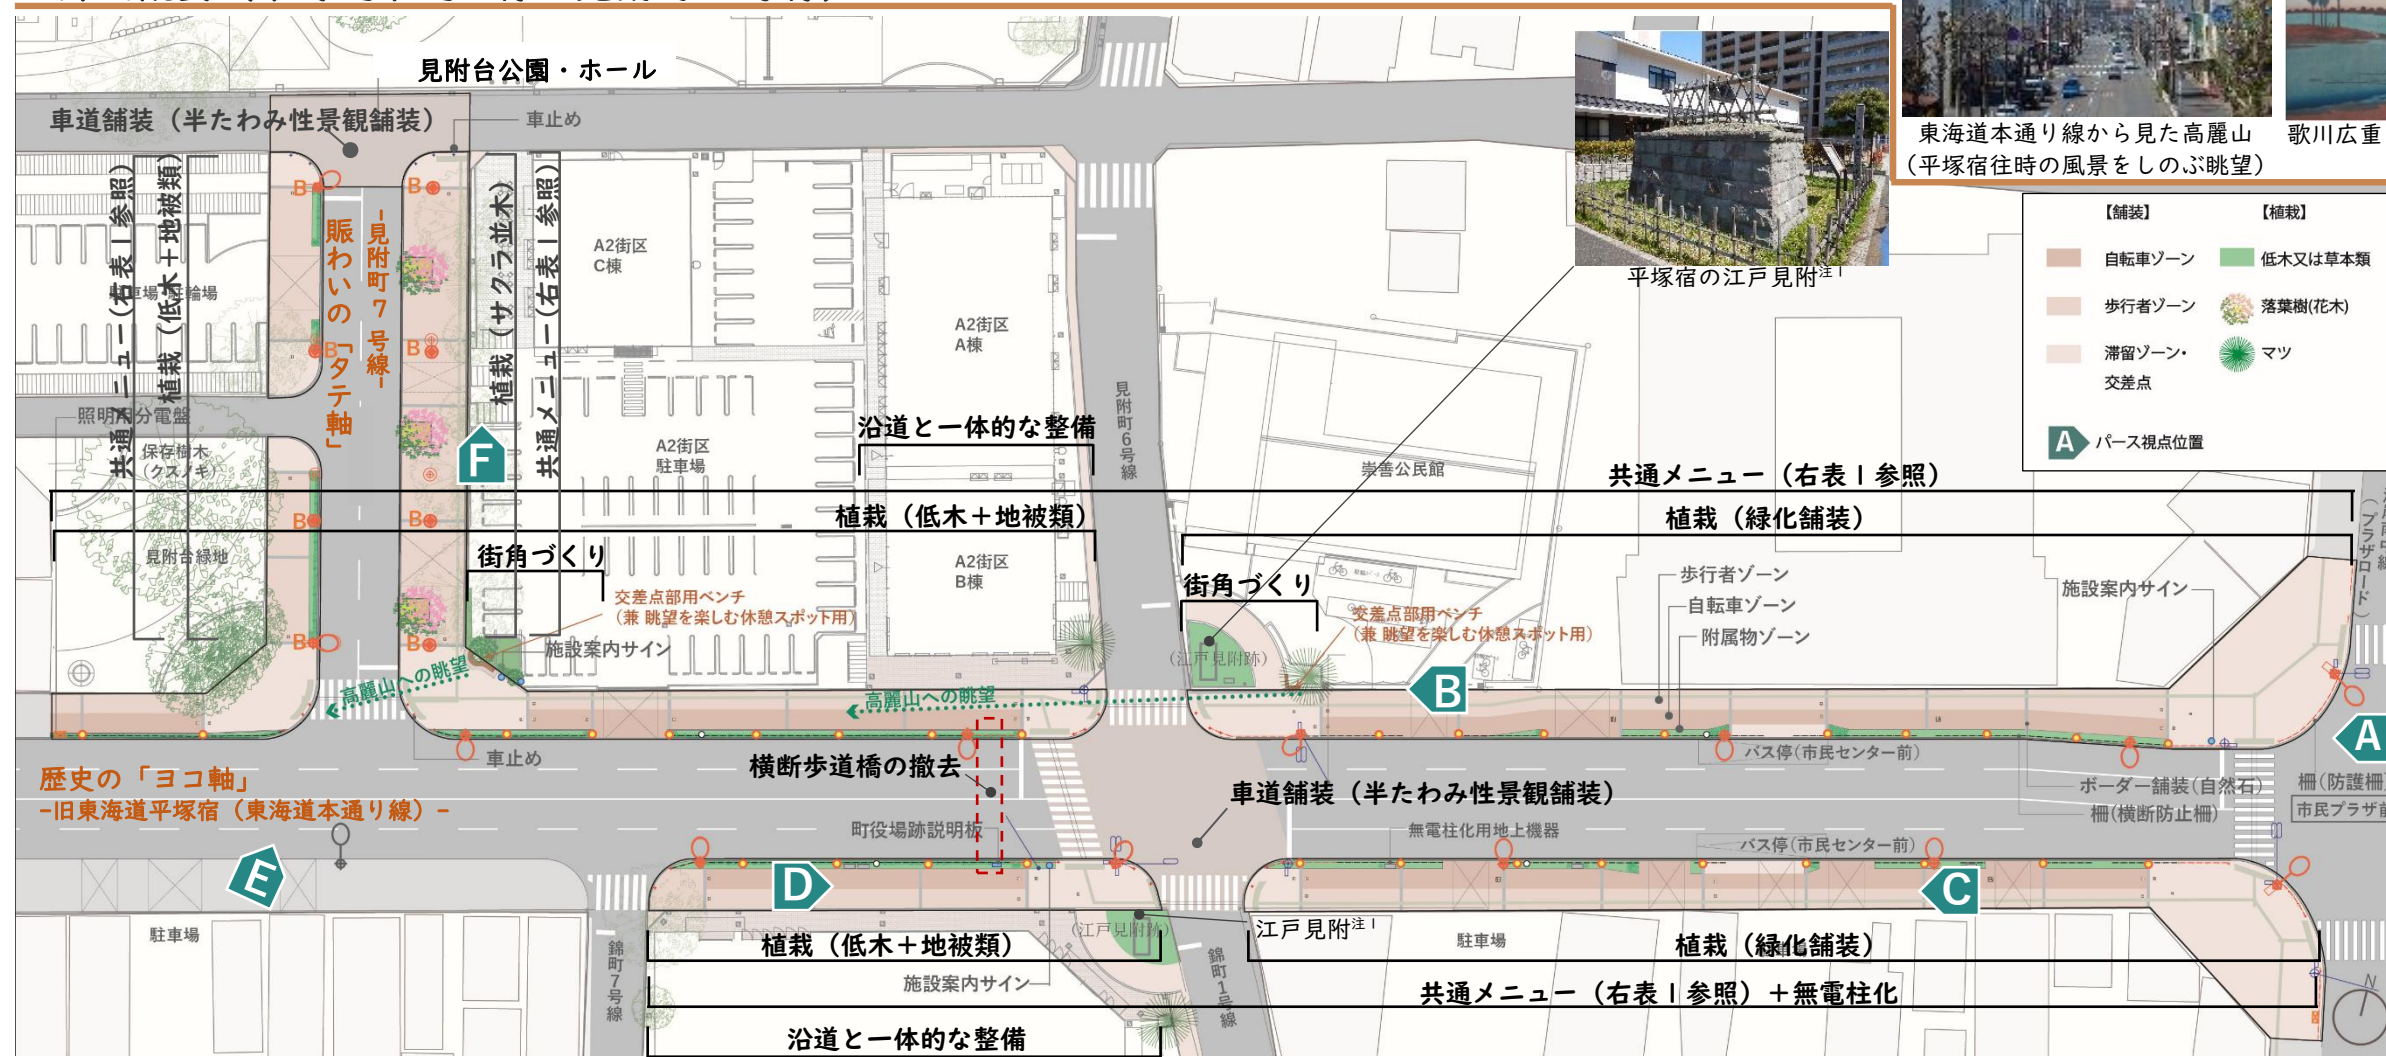 見附台公園・ホール
車道舗装（半たわみ性景観舗装）
車止め
東海道本通り線から見た高麗山
（平塚宿往時の風景をしのぶ眺望）
歌川広重
平塚宿の江戸見附注1
【舗装】
【植栽】
自転車ゾーン
低木又は草本類
歩行者ゾーン
落葉樹(花木)
滞留ゾーン・
交差点
マツ
A
パース視点位置
共通メニュー（右表１参照）
植栽（低木＋地被類）
賑わいの「タテ軸」
-見附町７号線-
植栽（サクラ並木）
共通メニュー（右表１参照）
B
B
B
B
B
B
B
B
A2街区
C棟
A2街区
A棟
A2街区
駐車場
A2街区
B棟
見附町6号線
崇善公民館
照明用分電盤
保存樹木
（クスノキ）
見附台緑地
F
沿道と一体的な整備
共通メニュー（右表１参照）
植栽（低木＋地被類）
植栽（緑化舗装）
街角づくり
街角づくり
交差点部用ベンチ
（兼 眺望を楽しむ休憩スポット用）
施設案内サイン
交差点部用ベンチ
（兼 眺望を楽しむ休憩スポット用）
（江戸見附跡）
歩行者ゾーン
自転車ゾーン
附属物ゾーン
施設案内サイン
（プラザロード）
高麗山への眺望
高麗山への眺望
B
A
車止め
横断歩道橋の撤去
バス停(市民センター前)
歴史の「ヨコ軸」
-旧東海道平塚宿（東海道本通り線）-
車道舗装（半たわみ性景観舗装）
ボーダー舗装(自然石)
柵(横断防止柵)
柵(防護柵)
市民プラザ前
町役場跡説明板
無電柱化用地上機器
バス停(市民センター前)
E
D
C
駐車場
錦町7号線
植栽（低木＋地被類）
（江戸見附跡）
江戸見附注1
駐車場
植栽（緑化舗装）
施設案内サイン
錦町1号線
共通メニュー（右表１参照）＋無電柱化
沿道と一体的な整備
N